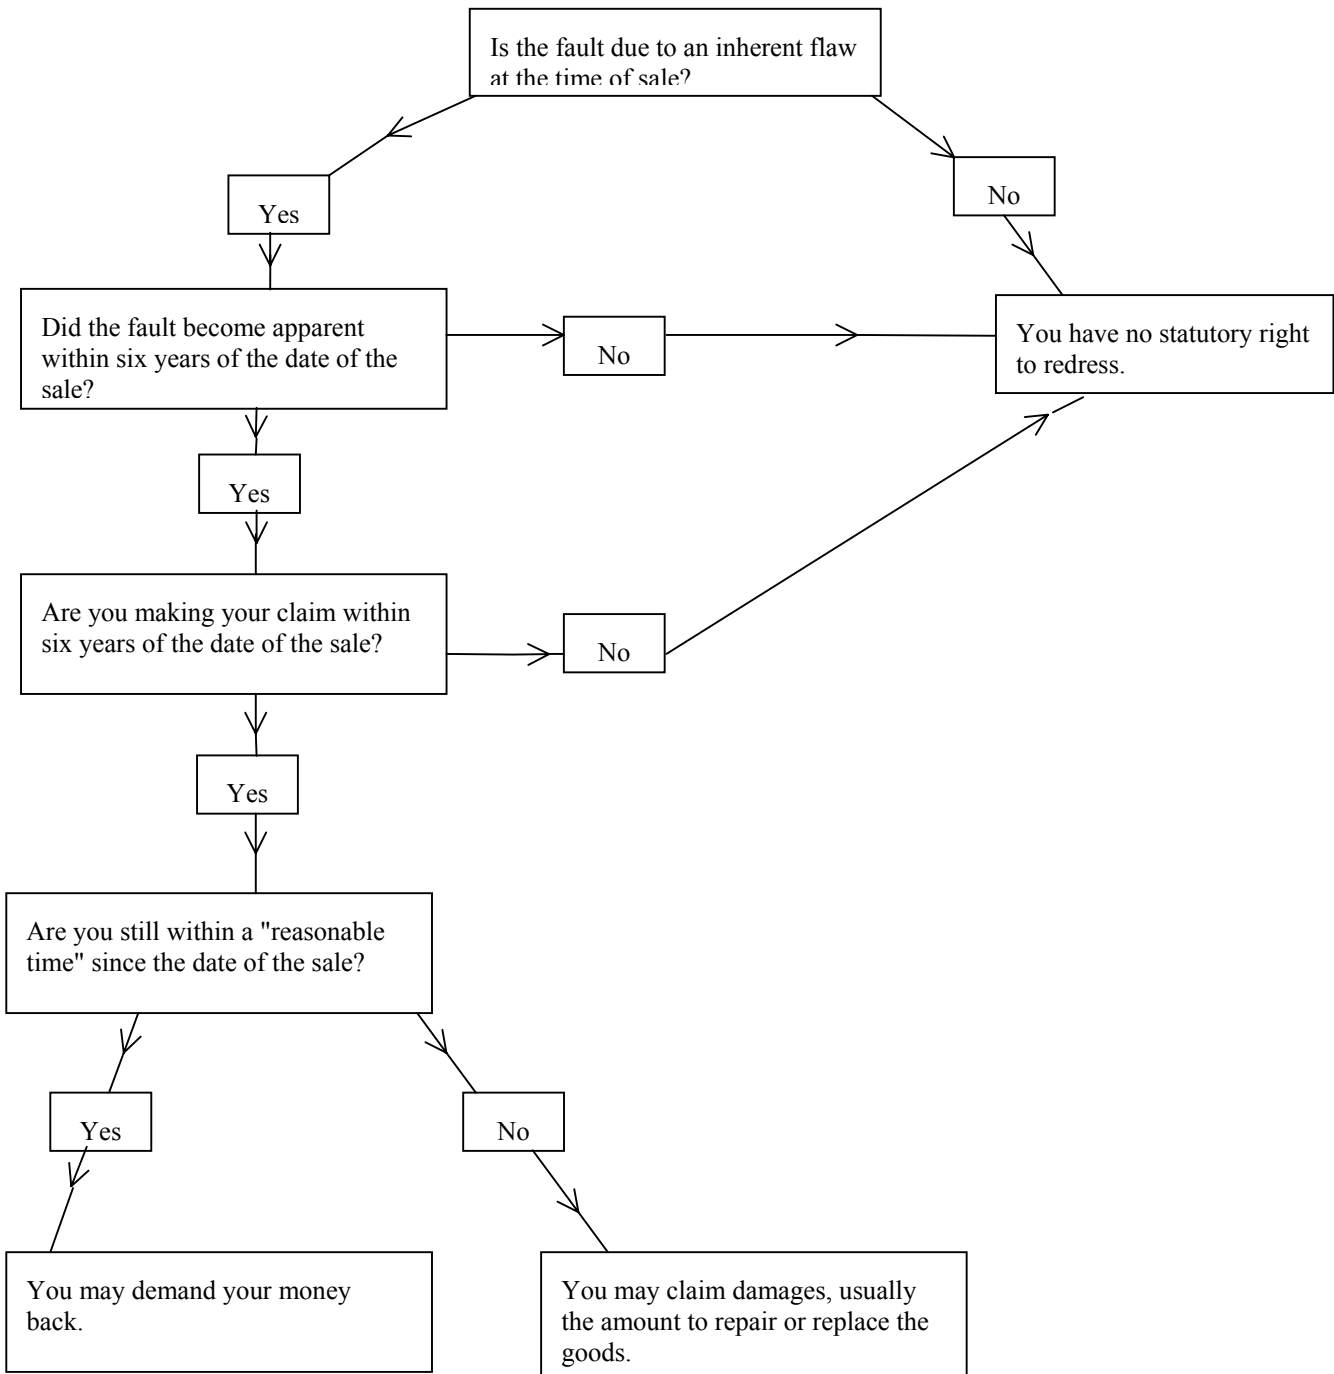 Is the fault due to an inherent flaw
at the time of sale?
Yes
No
Did the fault become apparent
within six years of the date of the
sale?
No
You have no statutory right
to redress.
Yes
Are you making your claim within
six years of the date of the sale?
No
Yes
Are you still within a "reasonable
time" since the date of the sale?
Yes
No
You may demand your money
back.
You may claim damages, usually
the amount to repair or replace the
goods.